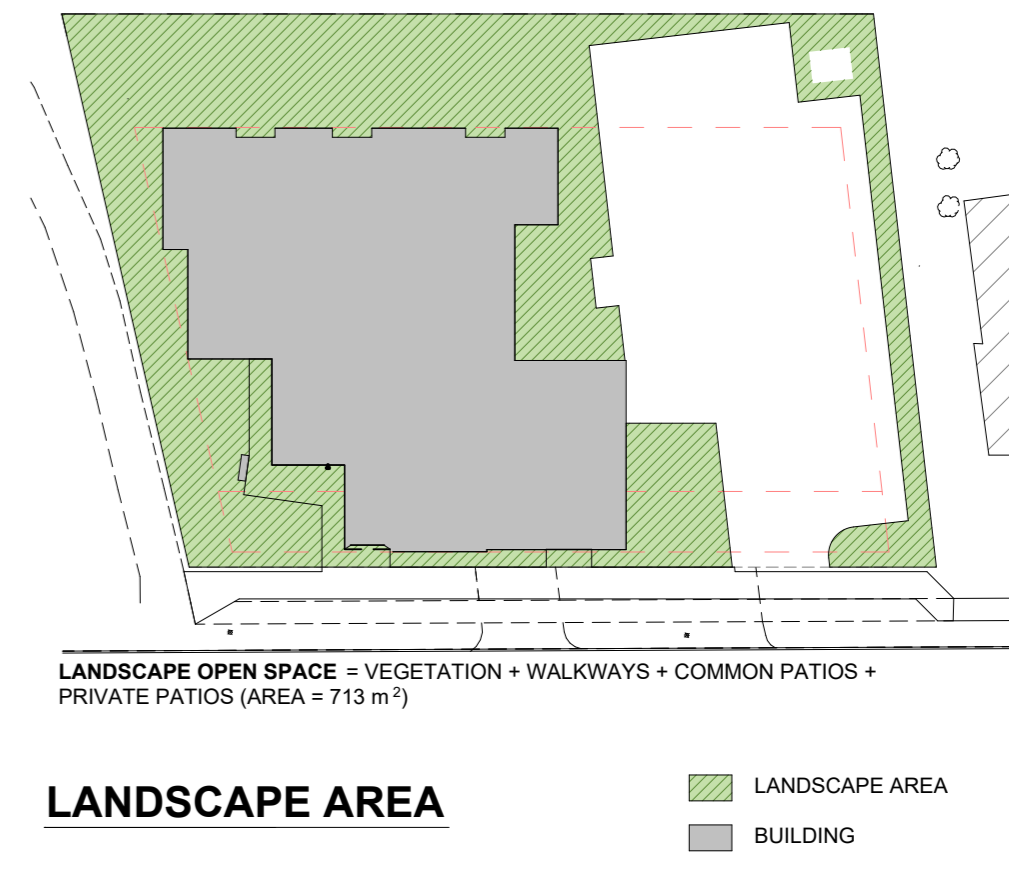 LANDSCAPE OPEN SPACE = VEGETATION + WALKWAYS + COMMON PATIOS +
PRIVATE PATIOS (AREA = 713 m²)
LANDSCAPE AREA
LANDSCAPE AREA
BUILDING